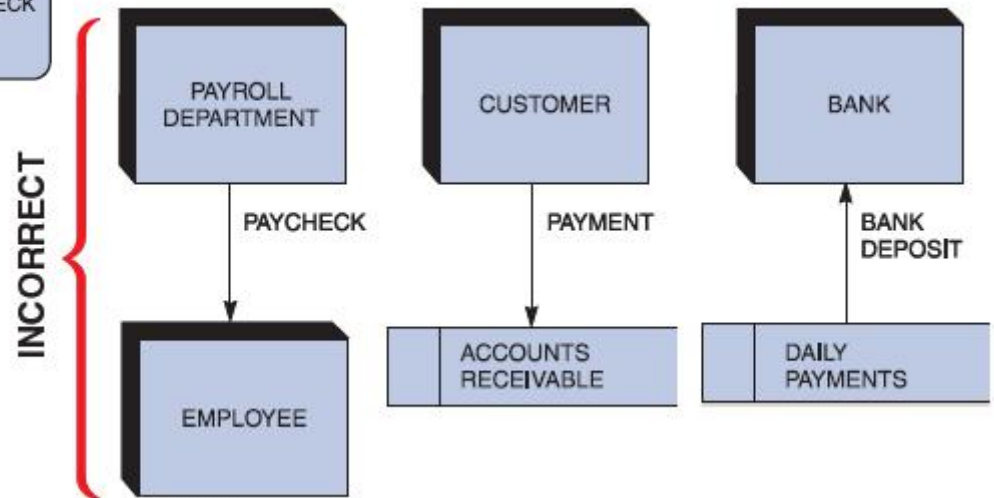 ECK
INCORRECT
PAYROLL
DEPARTMENT
CUSTOMER
BANK
PAYCHECK
PAYMENT
BANK
DEPOSIT
EMPLOYEE
ACCOUNTS
RECEIVABLE
DAILY
PAYMENTS